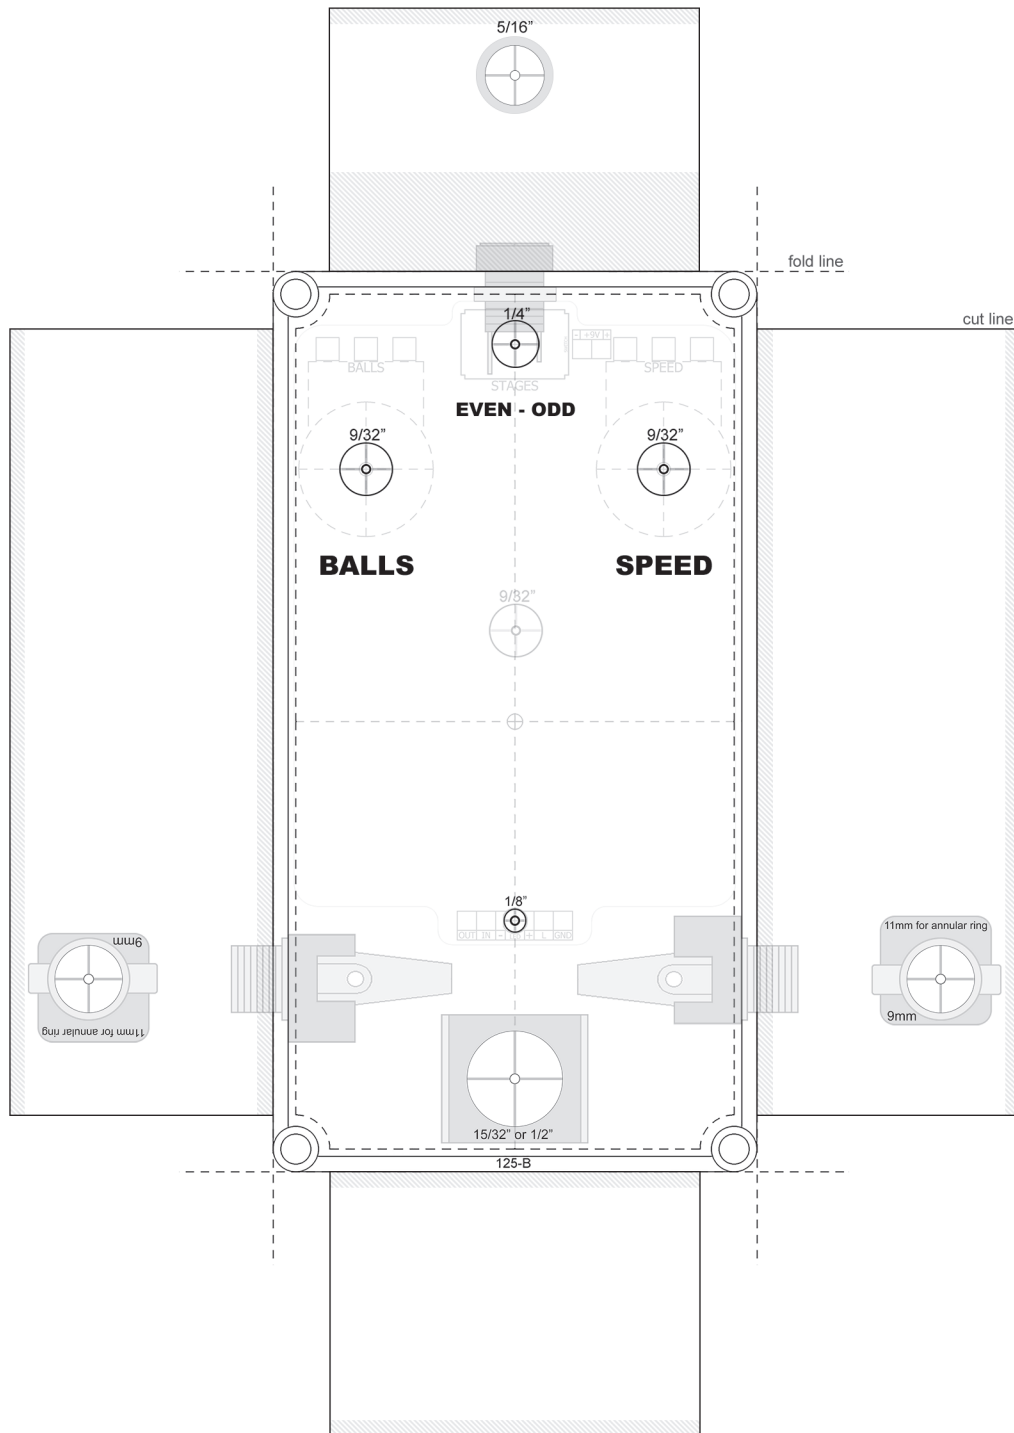 5/16”
fold line
cut line
1/4”
- +9V +
BALLS
STAGES
SPEED
EVEN - ODD
9/32”
9/32”
BALLS
SPEED
9/32”
1/8”
OUT IN - + L GND
9mm
11mm for annular ring
11mm for annular ring
9mm
15/32” or 1/2”
125-B